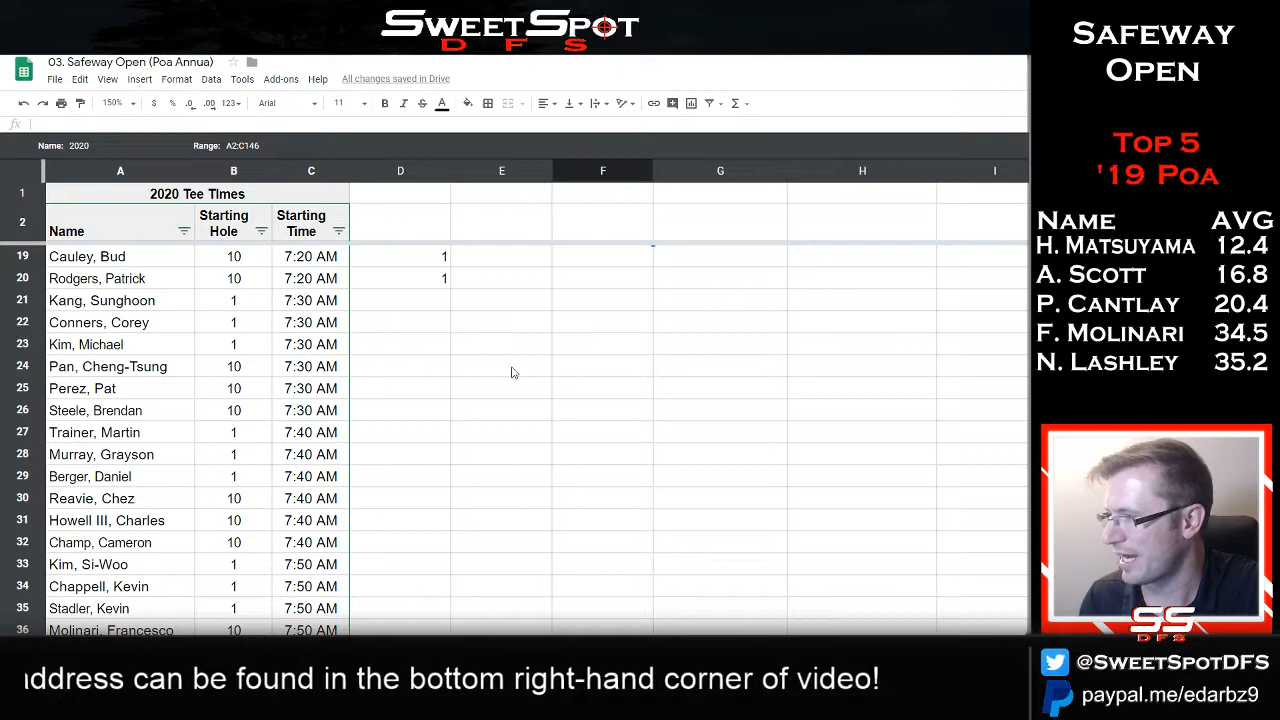 SweetSpot
DFS
03. Safeway Open (Poa Annua)
File Edit View Insert Format Data Tools Add-ons Help All changes saved in Drive
150% $ % .0 .00 123 Arial 11 B I S A
fx
Name: 2020 Range: A2:C146
A B C D E F G H I
1 2020 Tee TImes
2 Name Starting Hole Starting Time
19 Cauley, Bud 10 7:20 AM 1
20 Rodgers, Patrick 10 7:20 AM 1
21 Kang, Sunghoon 1 7:30 AM
22 Conners, Corey 1 7:30 AM
23 Kim, Michael 1 7:30 AM
24 Pan, Cheng-Tsung 10 7:30 AM
25 Perez, Pat 10 7:30 AM
26 Steele, Brendan 10 7:30 AM
27 Trainer, Martin 1 7:40 AM
28 Murray, Grayson 1 7:40 AM
29 Berger, Daniel 1 7:40 AM
30 Reavie, Chez 10 7:40 AM
31 Howell III, Charles 10 7:40 AM
32 Champ, Cameron 10 7:40 AM
33 Kim, Si-Woo 1 7:50 AM
34 Chappell, Kevin 1 7:50 AM
35 Stadler, Kevin 1 7:50 AM
36 Molinari, Francesco 10 7:50 AM
Safeway
Open
Top 5
'19 Poa
Name AVG
H. Matsuyama 12.4
A. Scott 16.8
P. Cantlay 20.4
F. Molinari 34.5
N. Lashley 35.2
SS
DFS
address can be found in the bottom right-hand corner of video!
@SweetSpotDFS
paypal.me/edarbz9